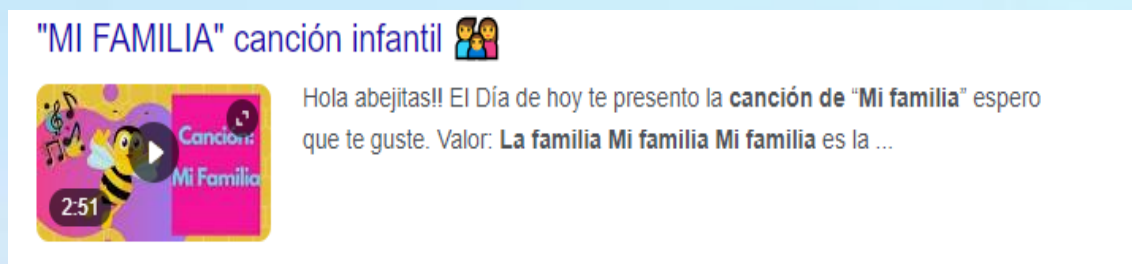 "MI FAMILIA" canción infantil 👨‍👩‍👦
Hola abejitas!! El Día de hoy te presento la canción de “Mi familia” espero
que te guste. Valor: La familia Mi familia Mi familia es la ...
Canción:
Mi Familia
2:51